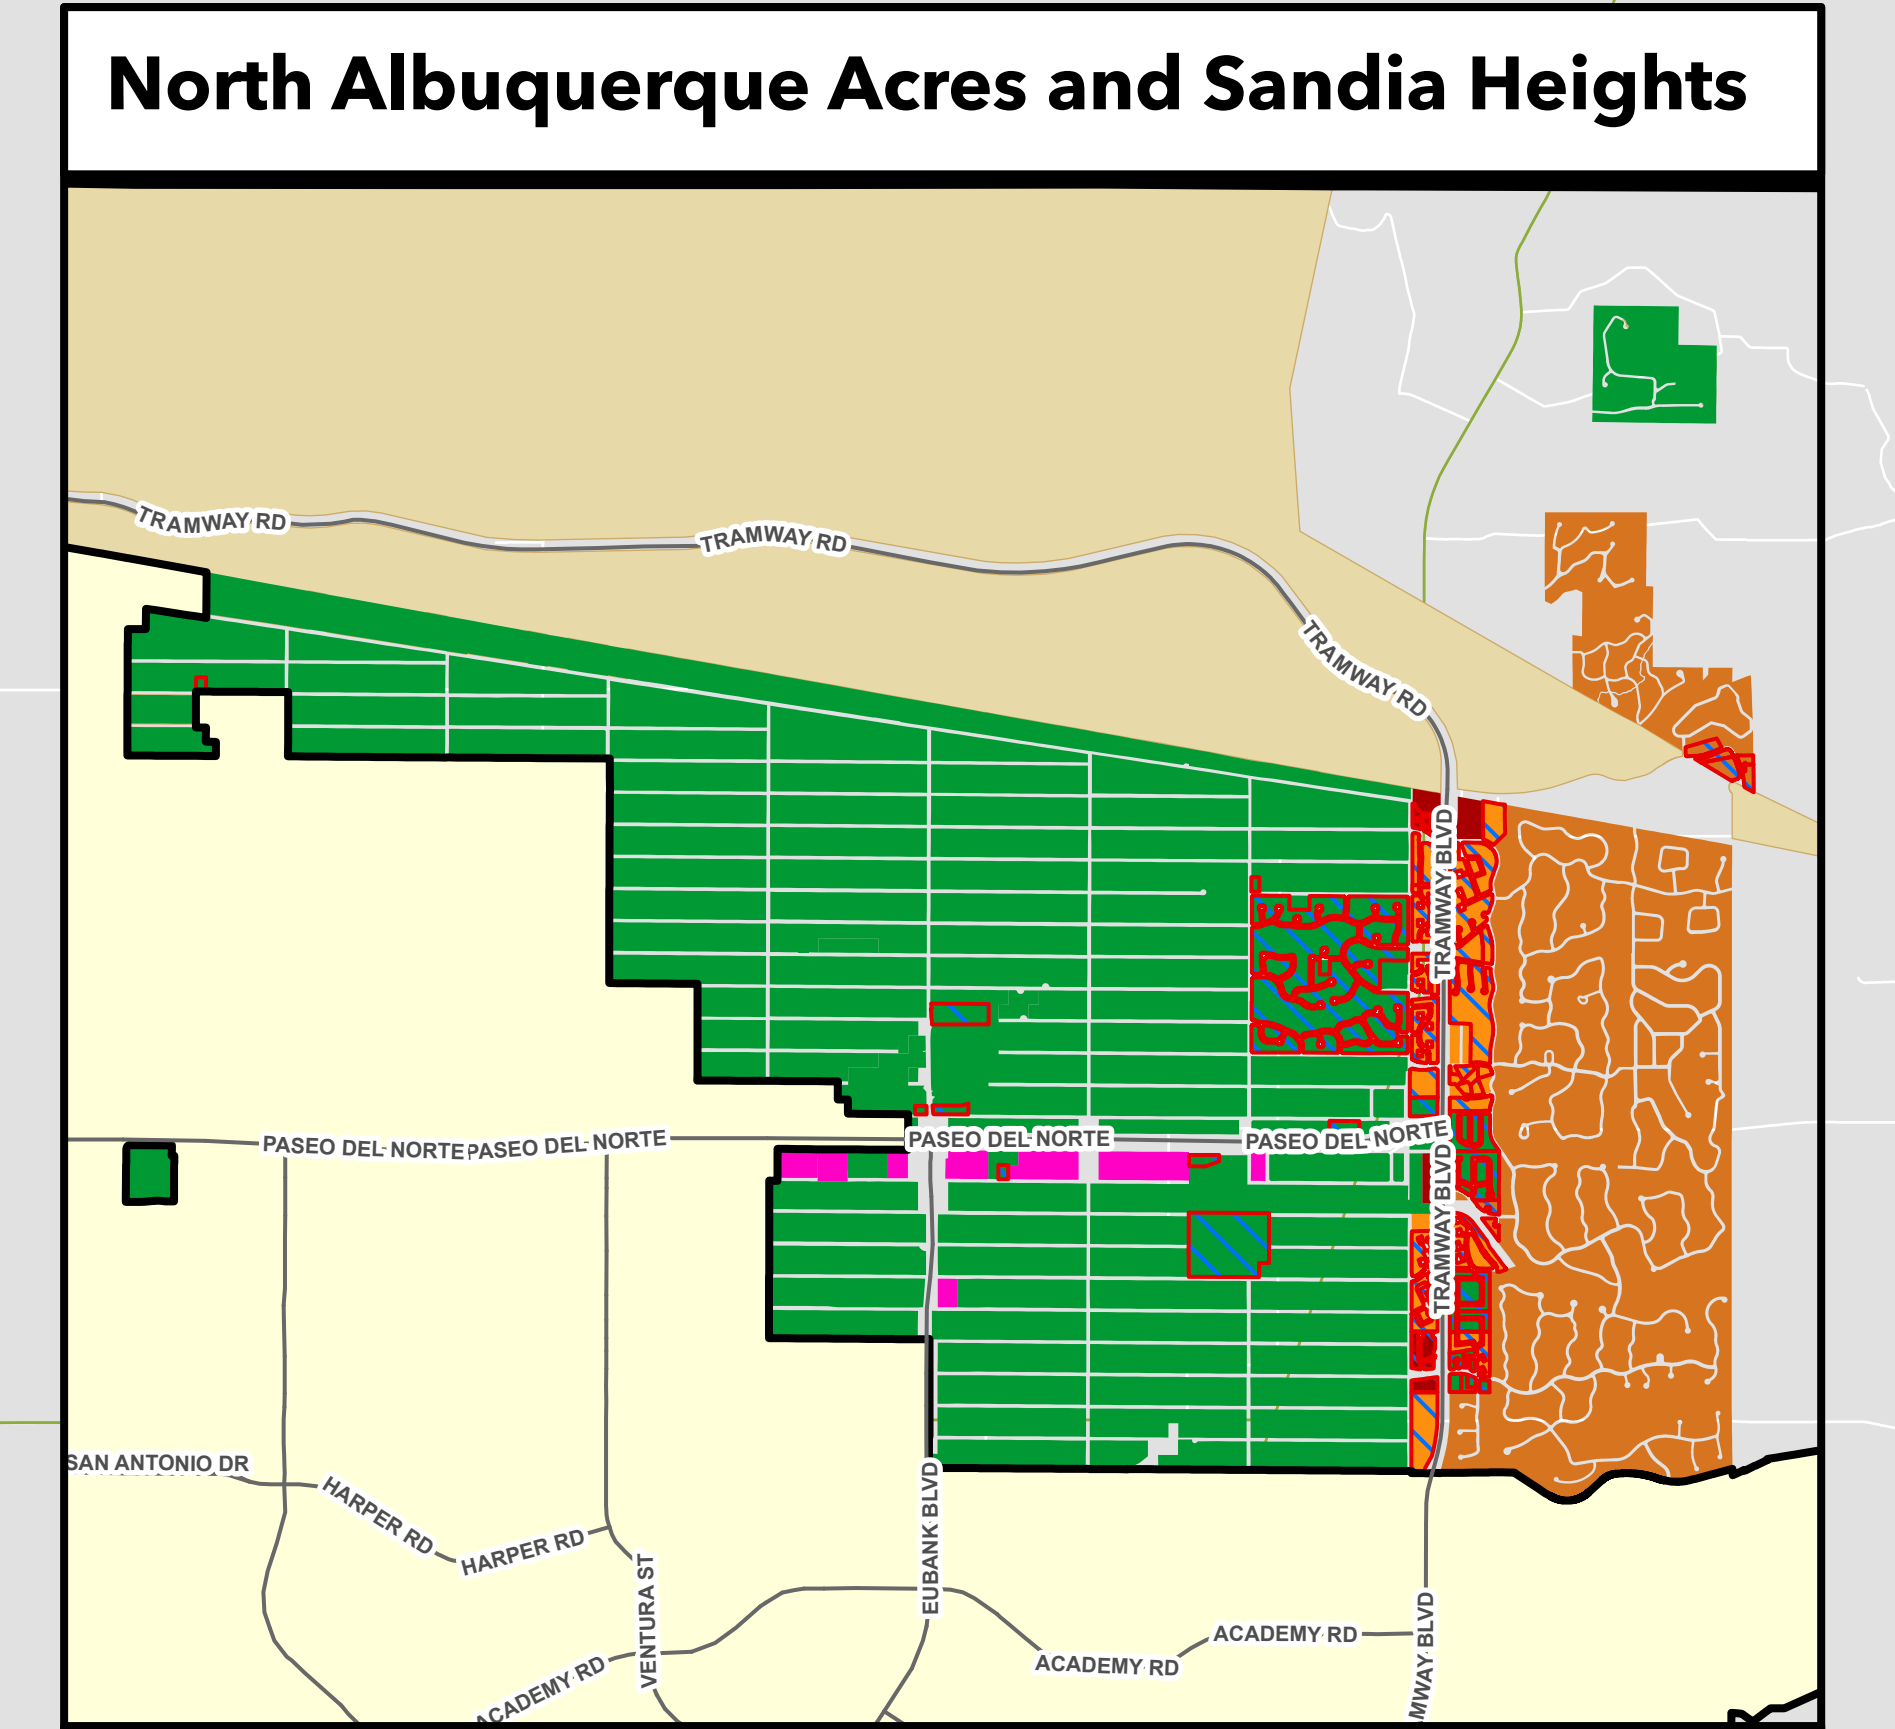 North Albuquerque Acres and Sandia Heights
TRAMWAY RD
TRAMWAY RD
TRAMWAY RD
TRAMWAY BLVD
PASEO DEL NORTE
PASEO DEL NORTE
PASEO DEL NORTE
PASEO DEL NORTE
TRAMWAY BLVD
SAN ANTONIO DR
HARPER RD
HARPER RD
EUBANK BLVD
VENTURA ST
ACADEMY RD
ACADEMY RD
ACADEMY RD
MWAY BLVD